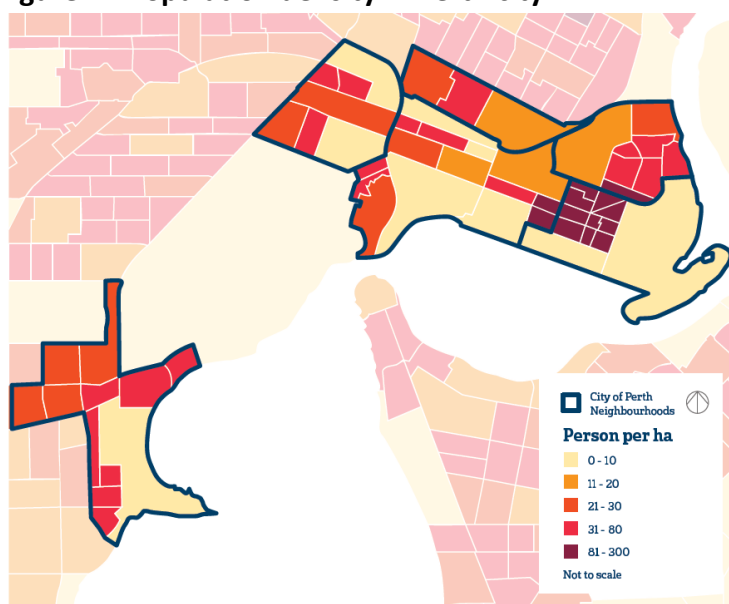 City of Perth
Neighbourhoods
Person per ha
0 - 10
11 - 20
21 - 30
31 - 80
81 - 300
Not to scale